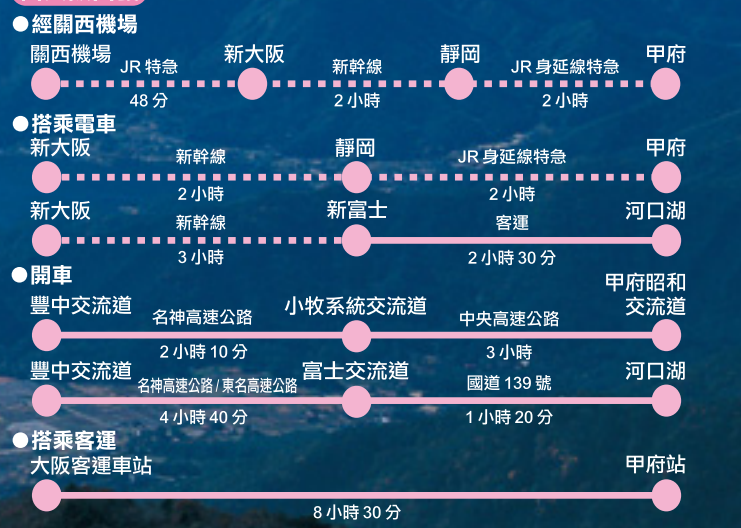 ●經關西機場
關西機場 新大阪 靜岡 甲府
JR 特急 新幹線 JR 身延線特急
48 分 2 小時 2 小時
●搭乘電車
新大阪 靜岡 甲府
新幹線 JR 身延線特急
2 小時 2 小時
新大阪 新富士 河口湖
新幹線 客運
3 小時 2 小時 30 分
●開車
豐中交流道 小牧系統交流道 甲府昭和
交流道
名神高速公路 中央高速公路
2 小時 10 分 3 小時
豐中交流道 富士交流道 河口湖
名神高速公路 / 東名高速公路 國道 139 號
4 小時 40 分 1 小時 20 分
●搭乘客運
大阪客運車站 甲府站
8 小時 30 分